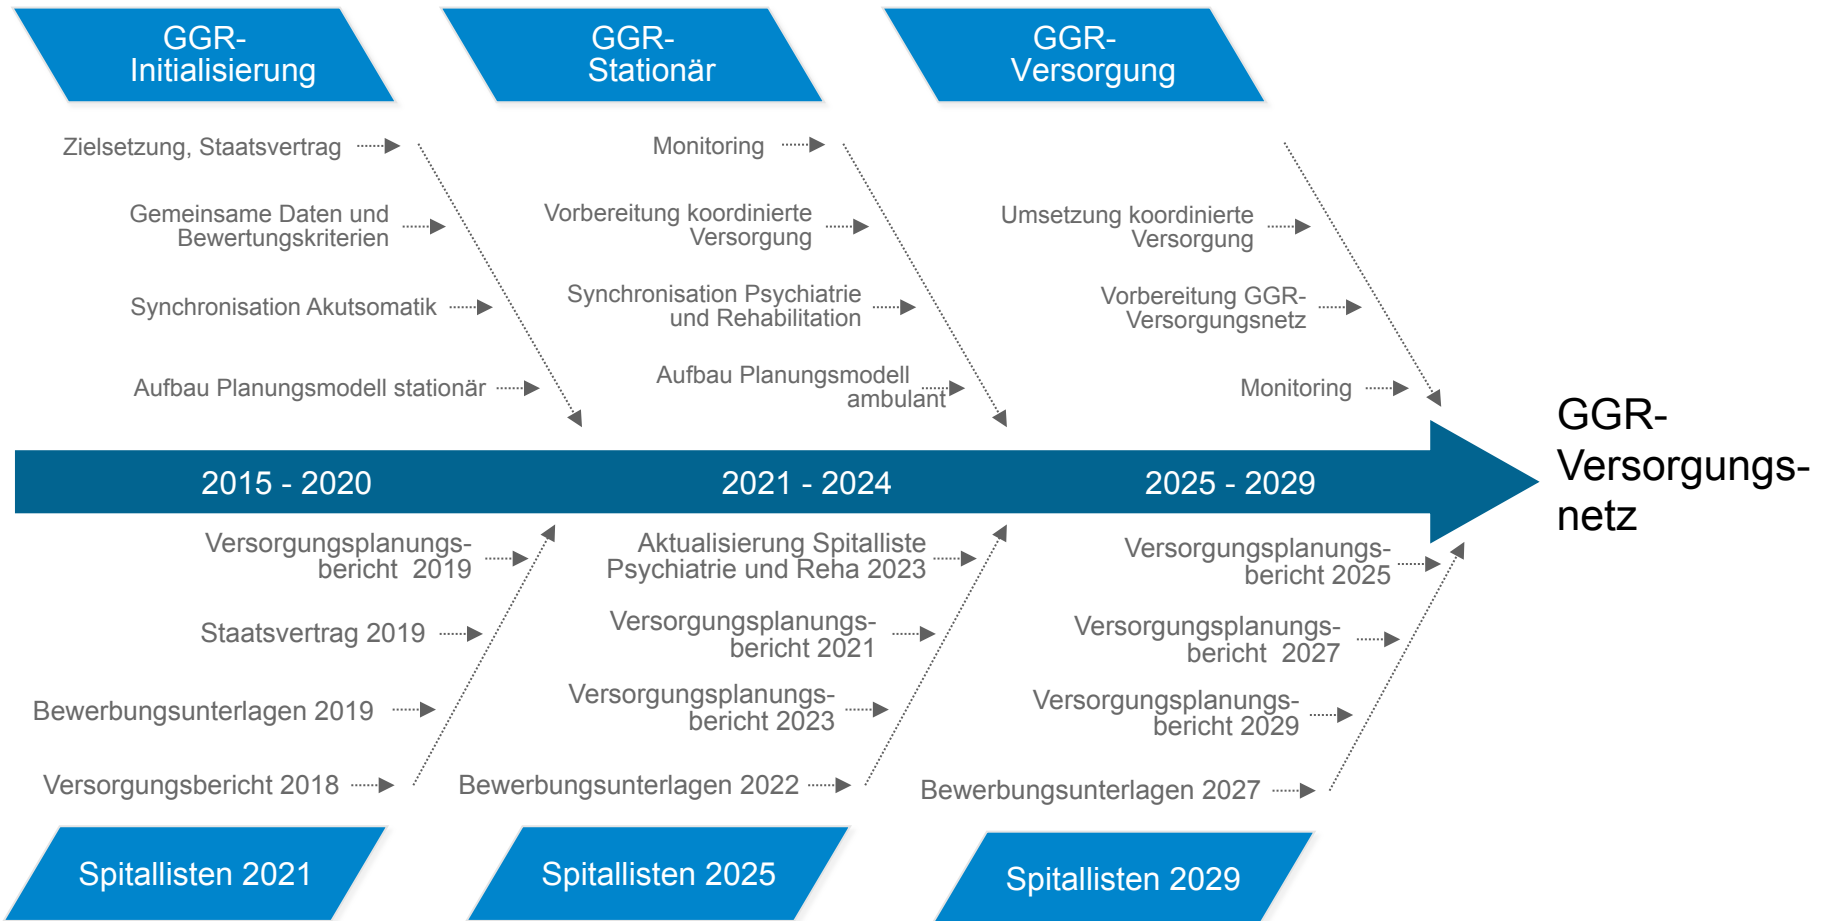 GGR-
Initialisierung
GGR-
Stationär
GGR-
Versorgung
Zielsetzung, Staatsvertrag
Gemeinsame Daten und
Bewertungskriterien
Synchronisation Akutsomatik
Aufbau Planungsmodell stationär
Monitoring
Vorbereitung koordinierte
Versorgung
Synchronisation Psychiatrie
und Rehabilitation
Aufbau Planungsmodell
ambulant
Umsetzung koordinierte
Versorgung
Vorbereitung GGR-
Versorgungsnetz
Monitoring
2015 - 2020
2021 - 2024
2025 - 2029
GGR-
Versorgungs-
netz
Versorgungsplanungs-
bericht 2019
Staatsvertrag 2019
Bewerbungsunterlagen 2019
Versorgungsbericht 2018
Aktualisierung Spitalliste
Psychiatrie und Reha 2023
Versorgungsplanungs-
bericht 2021
Versorgungsplanungs-
bericht 2023
Bewerbungsunterlagen 2022
Versorgungsplanungs-
bericht 2025
Versorgungsplanungs-
bericht 2027
Versorgungsplanungs-
bericht 2029
Bewerbungsunterlagen 2027
Spitallisten 2021
Spitallisten 2025
Spitallisten 2029